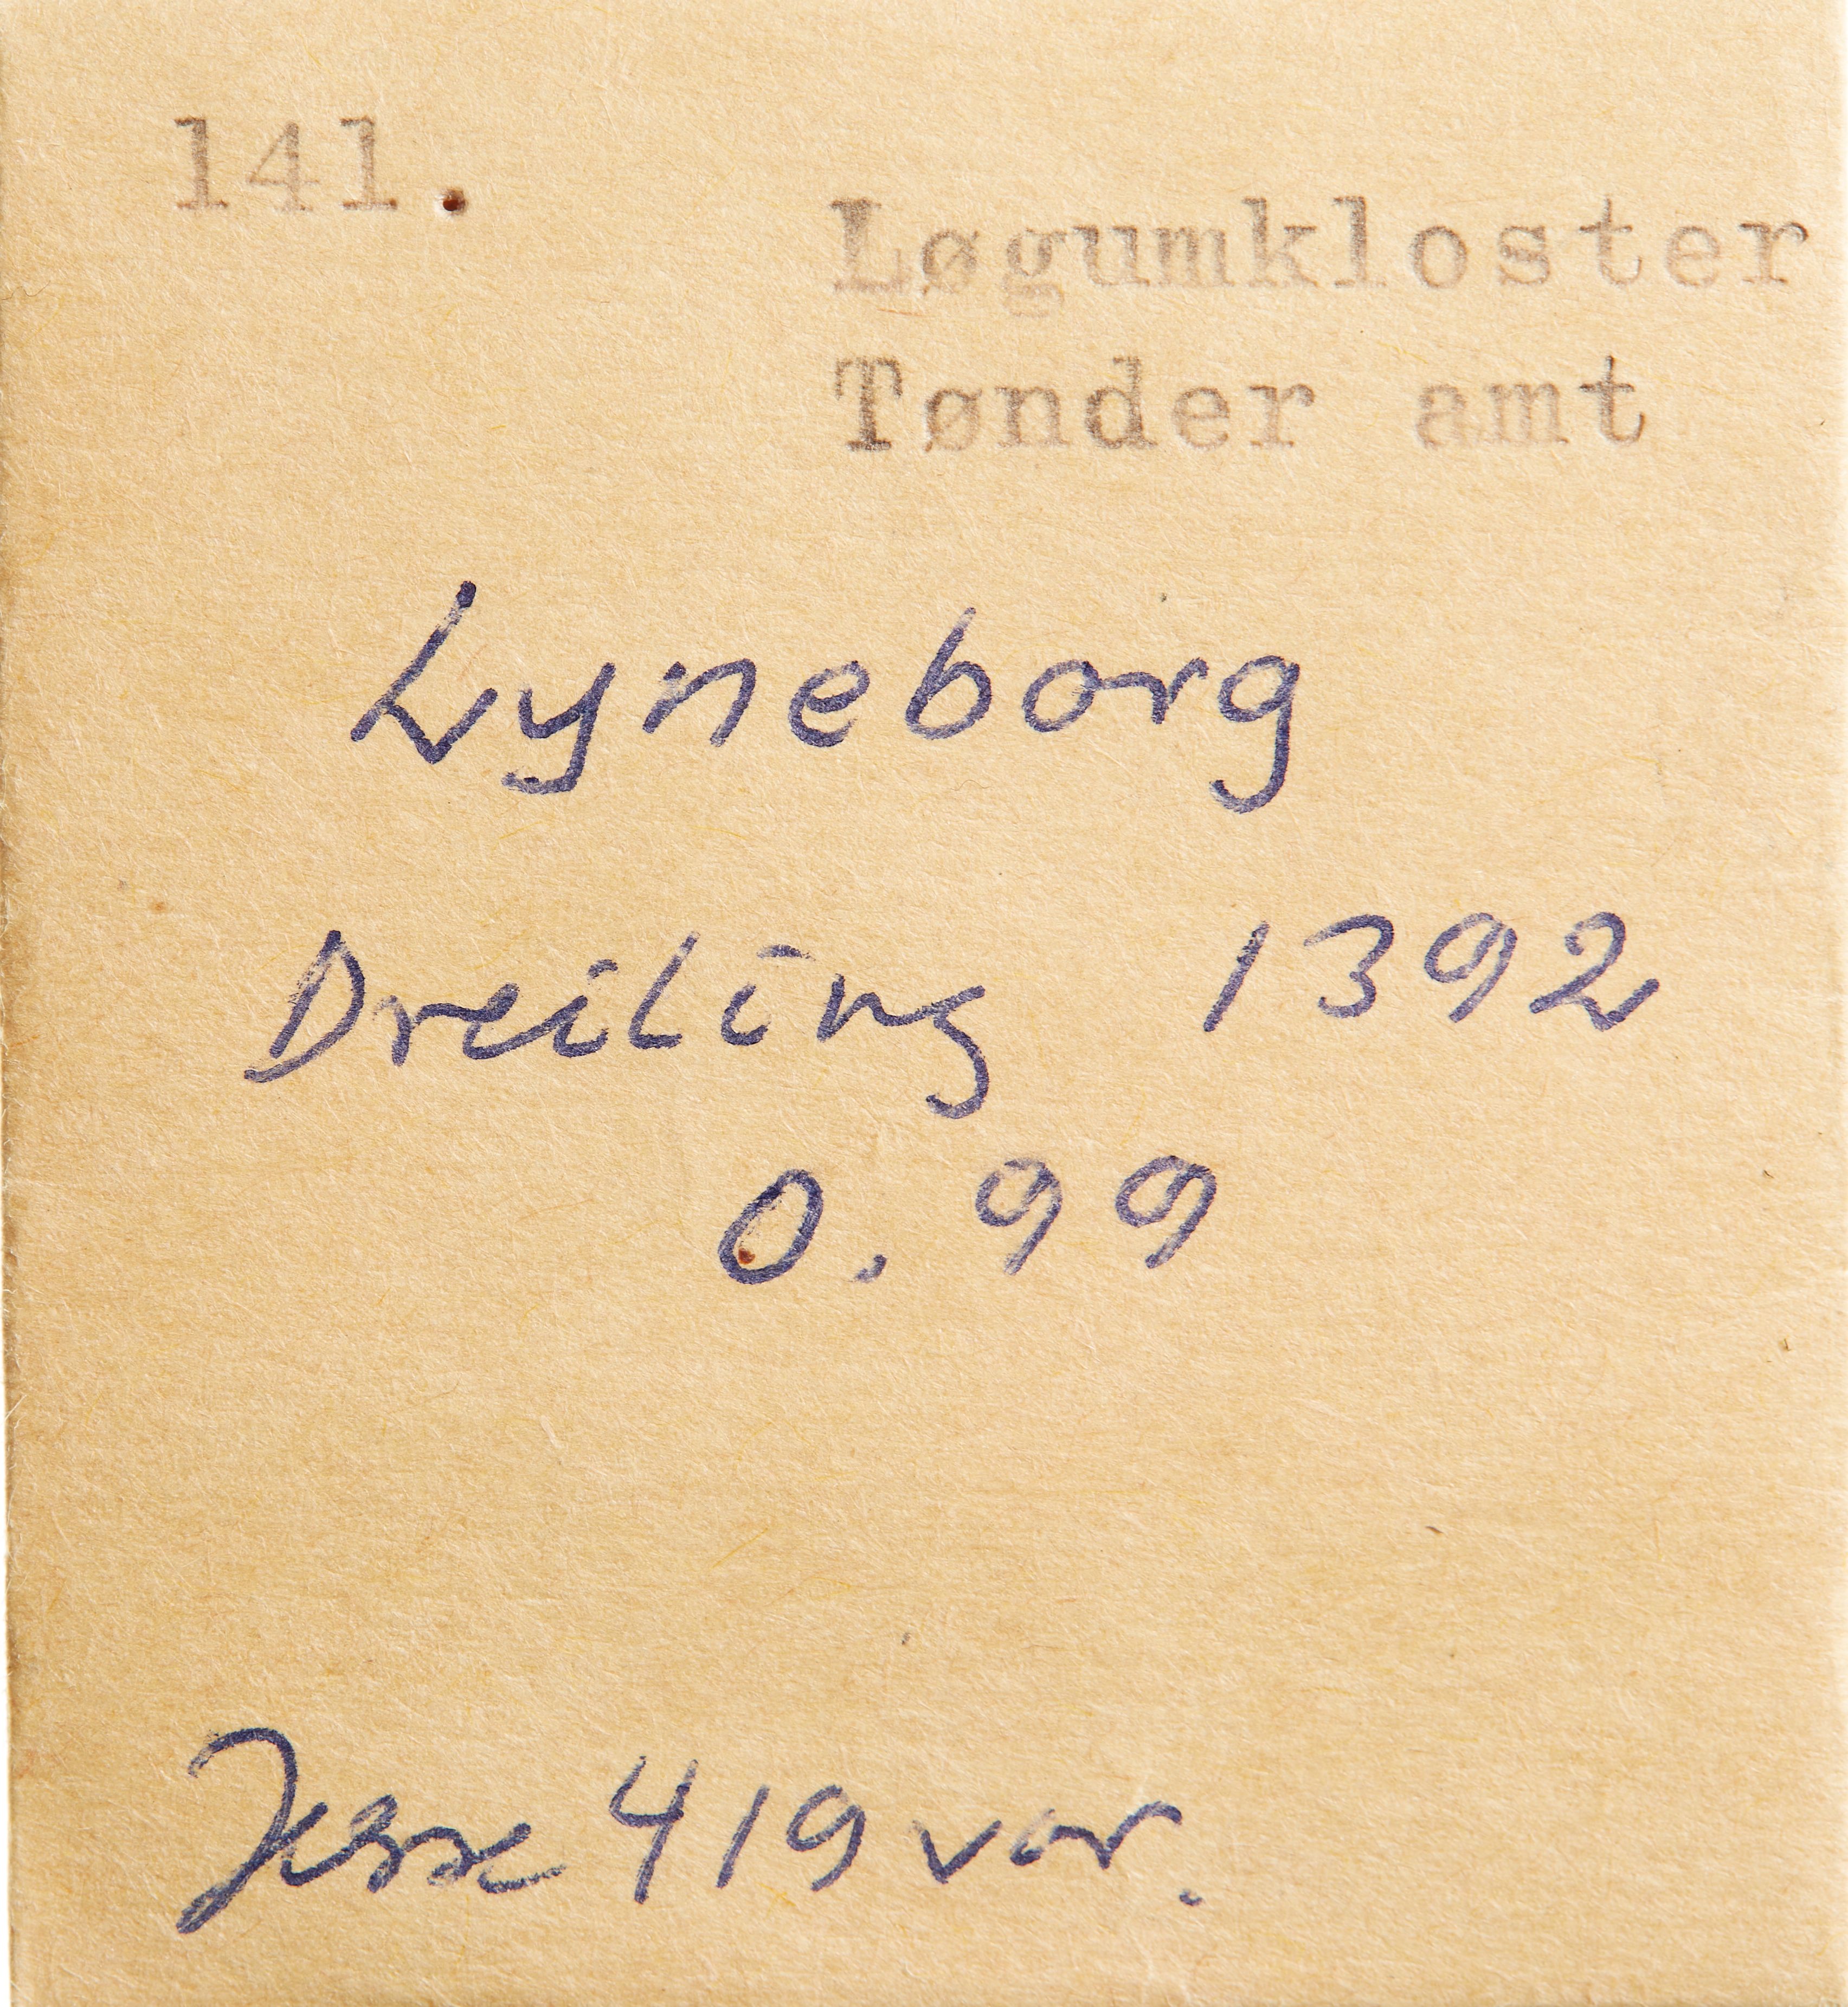 141.
Løgumkloster
Tønder amt
Lyneborg
Dreiling 1392
0.99
Jesse 419 var.